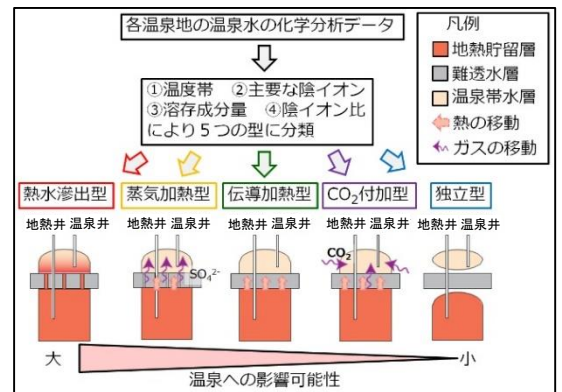 各温泉地の温泉水の化学分析データ
凡例
地熱貯留層
難透水層
温泉帯水層
熱の移動
ガスの移動
①温度帯 ②主要な陰イオン
③溶存成分量 ④陰イオン比
により５つの型に分類
熱水滲出型 蒸気加熱型 伝導加熱型 CO₂付加型 独立型
地熱井 温泉井 地熱井 温泉井 地熱井 温泉井 地熱井 温泉井 地熱井 温泉井
SO₄²⁻
CO₂
大 小
温泉への影響可能性